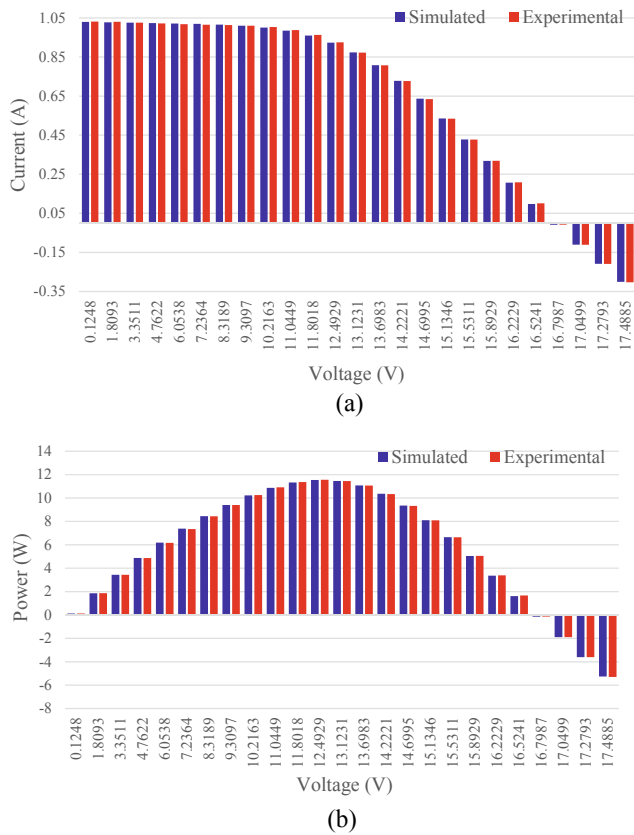 1.05
0.85
0.65
0.45
0.25
0.05
-0.15
-0.35
Current (A)
Simulated Experimental
0.1248 1.8093 3.3511 4.7622 6.0538 7.2364 8.3189 9.3097 10.2163 11.0449 11.8018 12.4929 13.1231 13.6983 14.2221 14.6995 15.1346 15.5311 15.8929 16.2229 16.5241 16.7987 17.0499 17.2793 17.4885
Voltage (V)
(a)
14
12
10
8
6
4
2
0
-2
-4
-6
-8
Power (W)
Simulated Experimental
0.1248 1.8093 3.3511 4.7622 6.0538 7.2364 8.3189 9.3097 10.2163 11.0449 11.8018 12.4929 13.1231 13.6983 14.2221 14.6995 15.1346 15.5311 15.8929 16.2229 16.5241 16.7987 17.0499 17.2793 17.4885
Voltage (V)
(b)